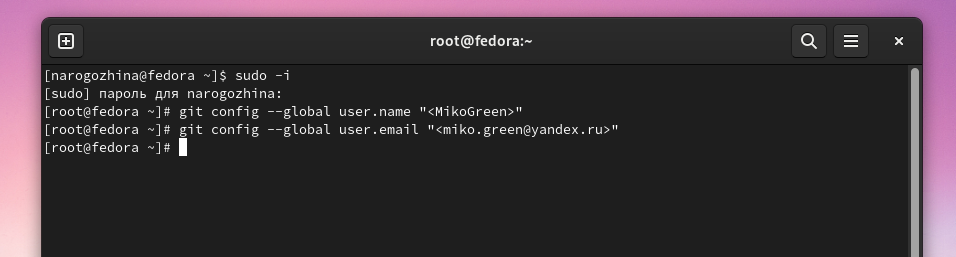 root@fedora:~
[narogozhina@fedora ~]$ sudo -i
[sudo] пароль для narogozhina:
[root@fedora ~]# git config --global user.name "<MikoGreen>"
[root@fedora ~]# git config --global user.email "<miko.green@yandex.ru>"
[root@fedora ~]#